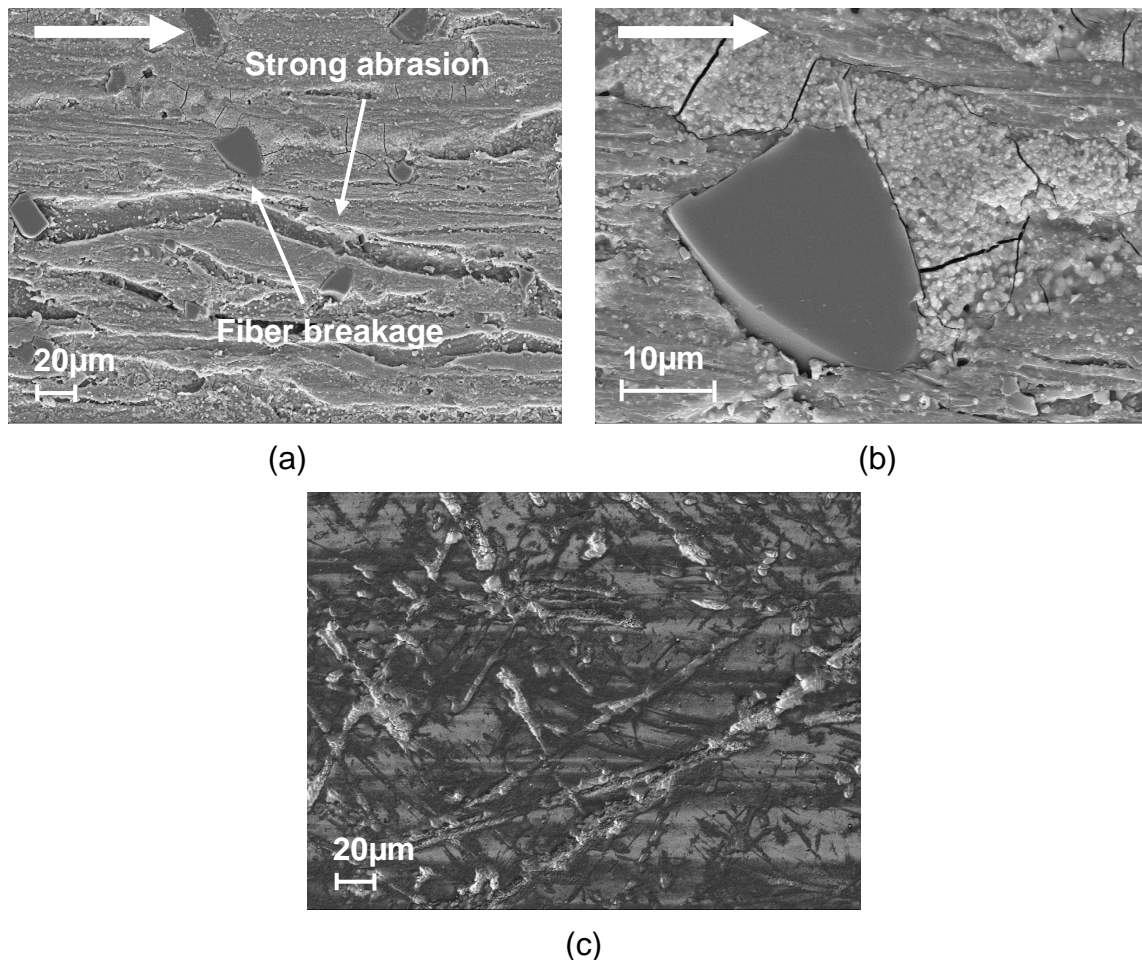 Strong abrasion
Fiber breakage
20µm
10µm
(a)
(b)
20µm
(c)